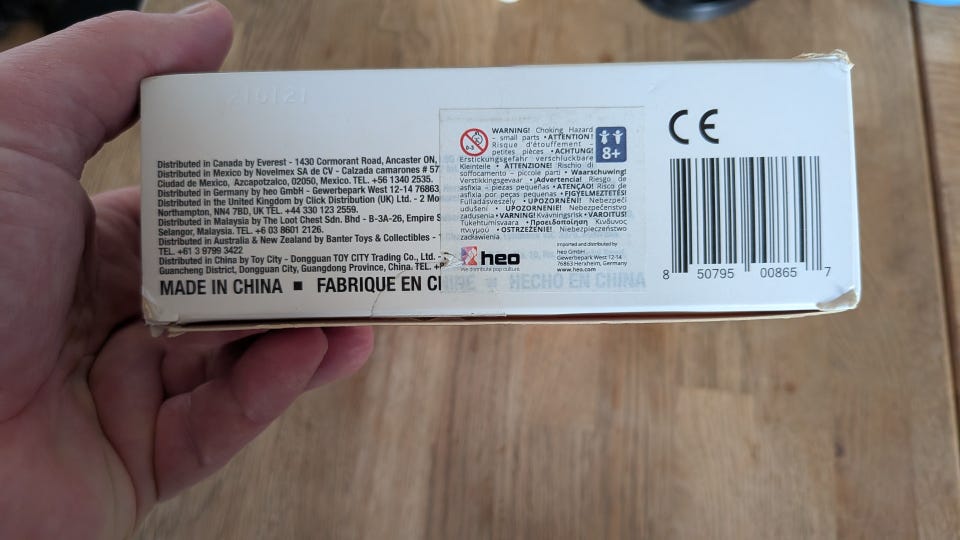 Distributed in Canada by Everest - 1430 Cormorant Road, Ancaster ON,
Distributed in Mexico by Novelmex SA de CV - Calzada camarones # 57
Ciudad de Mexico, Azcapotzalco, 02050, Mexico. TEL. +56 1340 2535.
Distributed in Germany by heo GmbH - Gewerbepark West 12-14 76863
Distributed in the United Kingdom by Click Distribution (UK) Ltd. - 2 Mo
Northampton, NN4 7BD, UK TEL. +44 330 123 2559.
Distributed in Malaysia by The Loot Chest Sdn. Bhd - B-3A-26, Empire S
Selangor, Malaysia. TEL. +6 03 8601 2126.
Distributed in Australia & New Zealand by Banter Toys & Collectibles -
TEL. +61 3 9799 3422
Distributed in China by Toy City - Dongguan TOY CITY Trading Co., Ltd. -
Guancheng District, Dongguan City, Guangdong Province, China. TEL. +
MADE IN CHINA ■ FABRIQUE EN CHINE ■ HECHO EN CHINA
0-3
WARNING! Choking Hazard
- small parts • ATTENTION!
Risque d'étouffement -
petites pièces • ACHTUNG!
Erstickungsgefahr verschluckbare
Kleinteile • ATTENZIONE! Rischio di
soffocamento – piccole parti • Waarschuwing!
Verstikkingsgevaar • ¡Advertencia! Riesgo de
asfixia – piezas pequeñas • ATENÇAO! Risco de
asfixia por peças pequenas • FIGYELMEZTETÉS!
Fulladásveszély • UPOZORNĚNÍ! Nebezpečí
udušení • UPOZORNENIE! Nebezpečenstvo
zadusenia • VARNING! Kvävningsrisk • VAROITUS!
Tukehtumisvaara • Προειδοποίηση Κινδυνος
πνιγμού • OSTRZEŻENIE! Niebezpieczeństwo
zadławienia
8+
heo
We distribute pop culture.
Imported and distributed by
heo GmbH
Gewerbepark West 12-14
76863 Herxheim, Germany
www.heo.com
CE
8 50795 00865 7